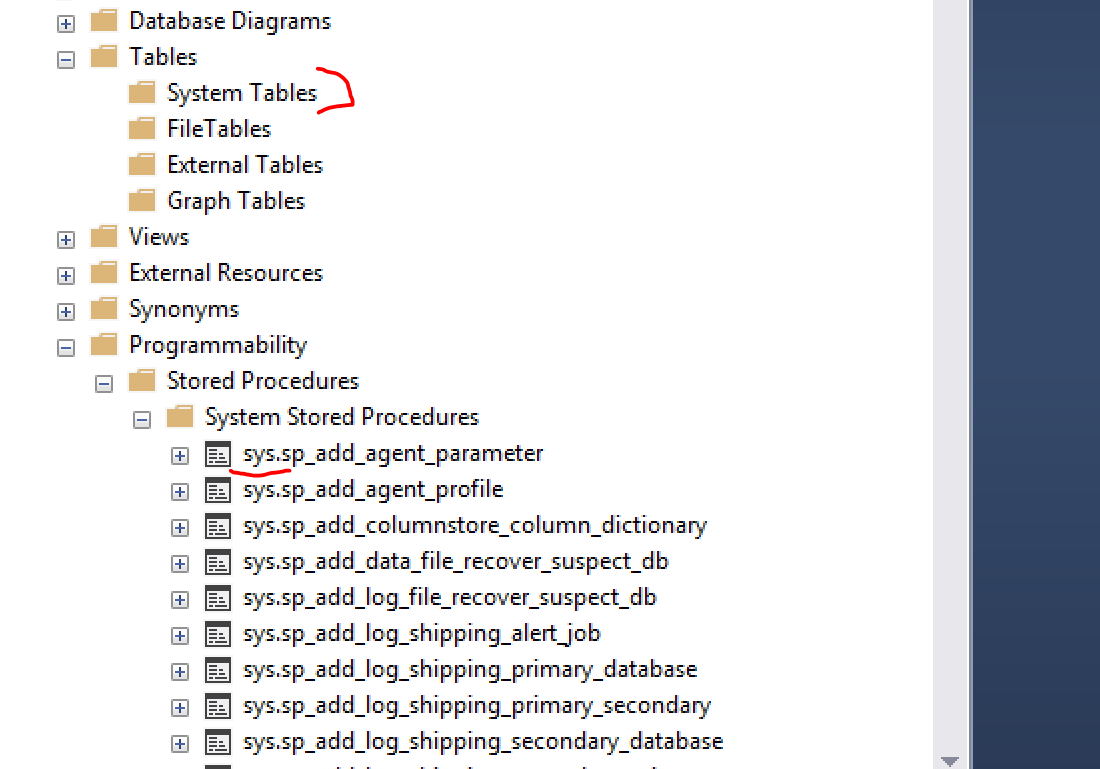 Database Diagrams
Tables
System Tables
FileTables
External Tables
Graph Tables
Views
External Resources
Synonyms
Programmability
Stored Procedures
System Stored Procedures
sys.sp_add_agent_parameter
sys.sp_add_agent_profile
sys.sp_add_columnstore_column_dictionary
sys.sp_add_data_file_recover_suspect_db
sys.sp_add_log_file_recover_suspect_db
sys.sp_add_log_shipping_alert_job
sys.sp_add_log_shipping_primary_database
sys.sp_add_log_shipping_primary_secondary
sys.sp_add_log_shipping_secondary_database